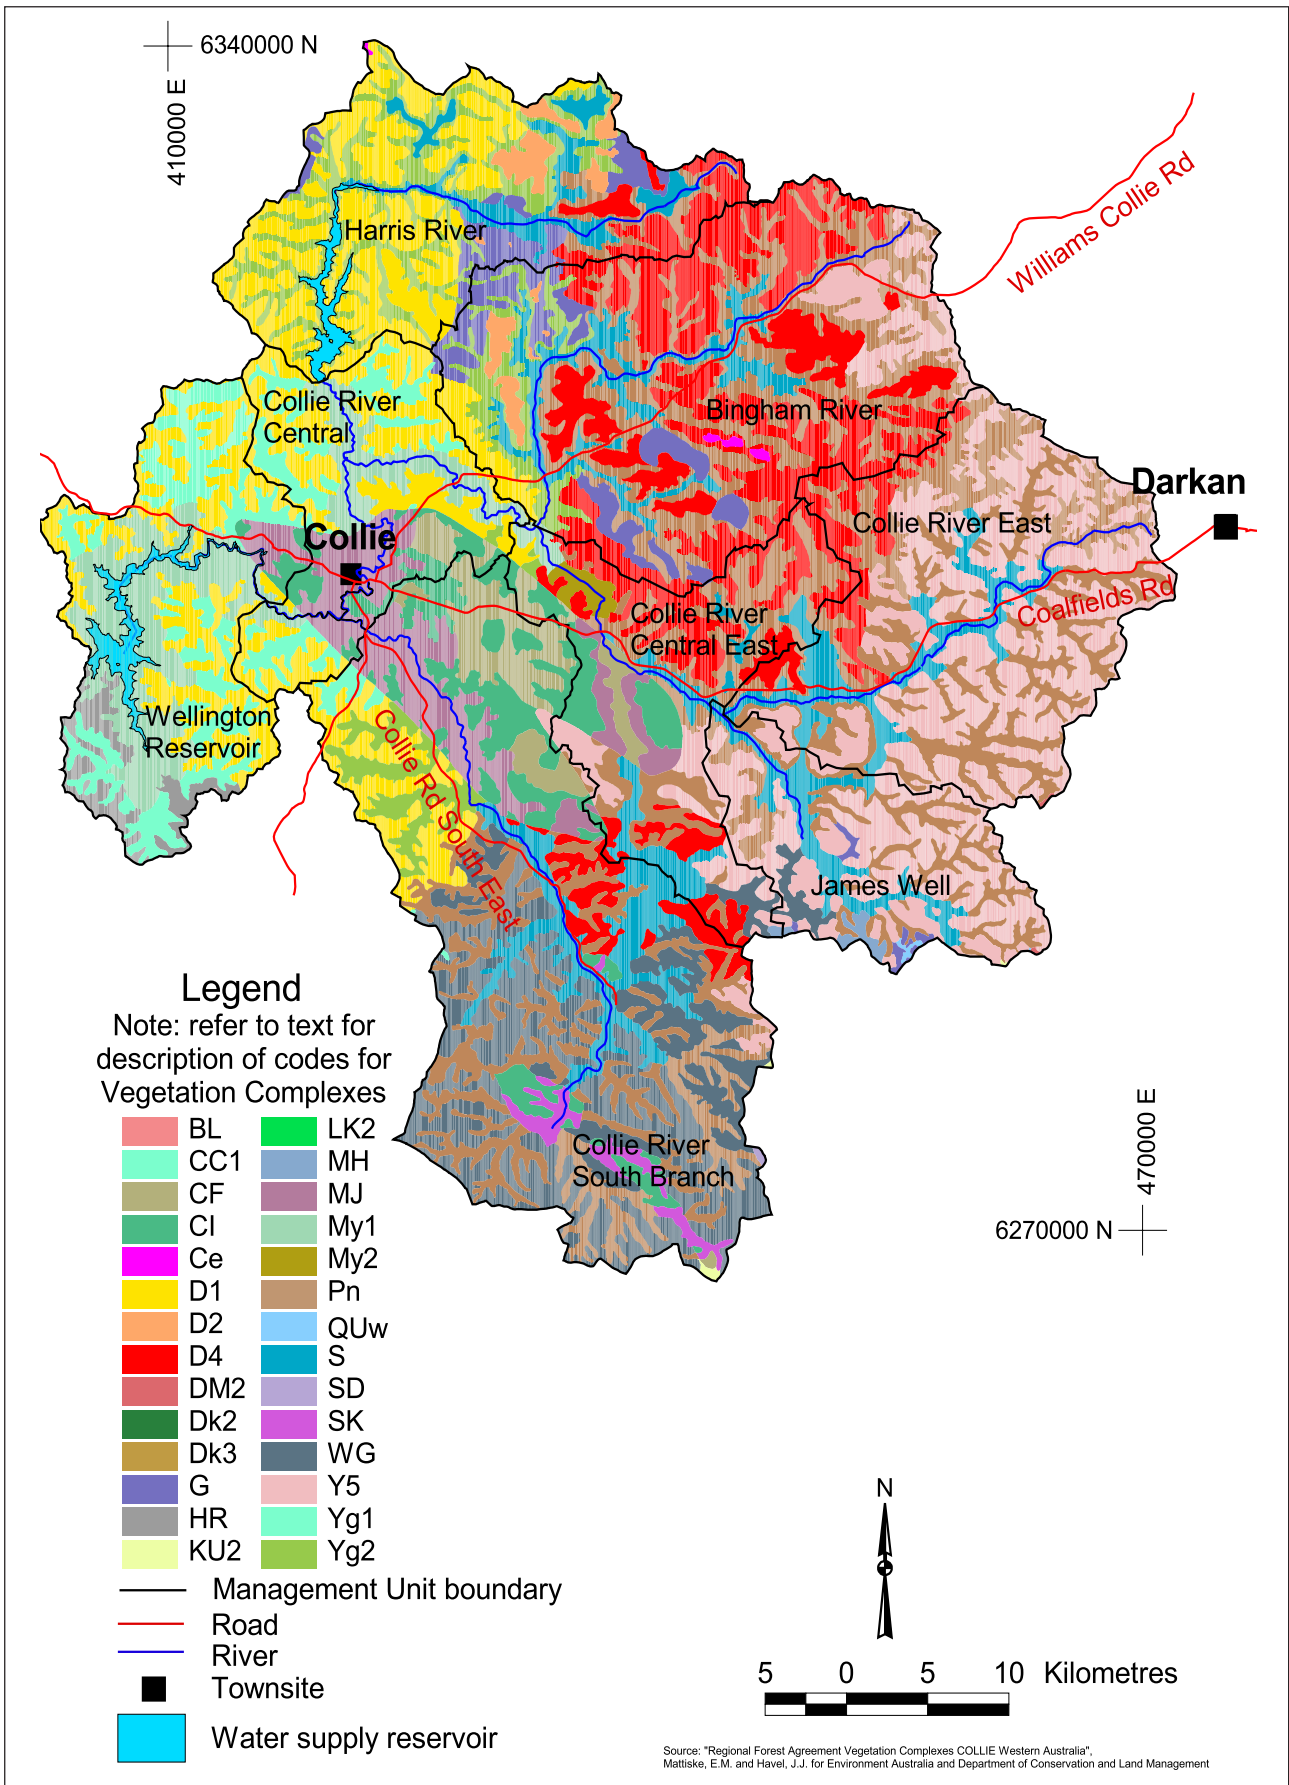 6340000 N
410000 E
Williams Collie Rd
Harris River
Collie River
Central
Bingham River
Darkan
Collie River East
Collie
Coalfields Rd
Collie River
Central East
Wellington
Reservoir
Collie Rd South East
James Well
Collie River
South Branch
470000 E
6270000 N
Legend
Note: refer to text for
description of codes for
Vegetation Complexes
BL
CC1
CF
CI
Ce
D1
D2
D4
DM2
Dk2
Dk3
G
HR
KU2
LK2
MH
MJ
My1
My2
Pn
QUw
S
SD
SK
WG
Y5
Yg1
Yg2
Management Unit boundary
Road
River
Townsite
Water supply reservoir
N
5 0 5 10 Kilometres
Source: "Regional Forest Agreement Vegetation Complexes COLLIE Western Australia",
Mattiske, E.M. and Havel, J.J. for Environment Australia and Department of Conservation and Land Management